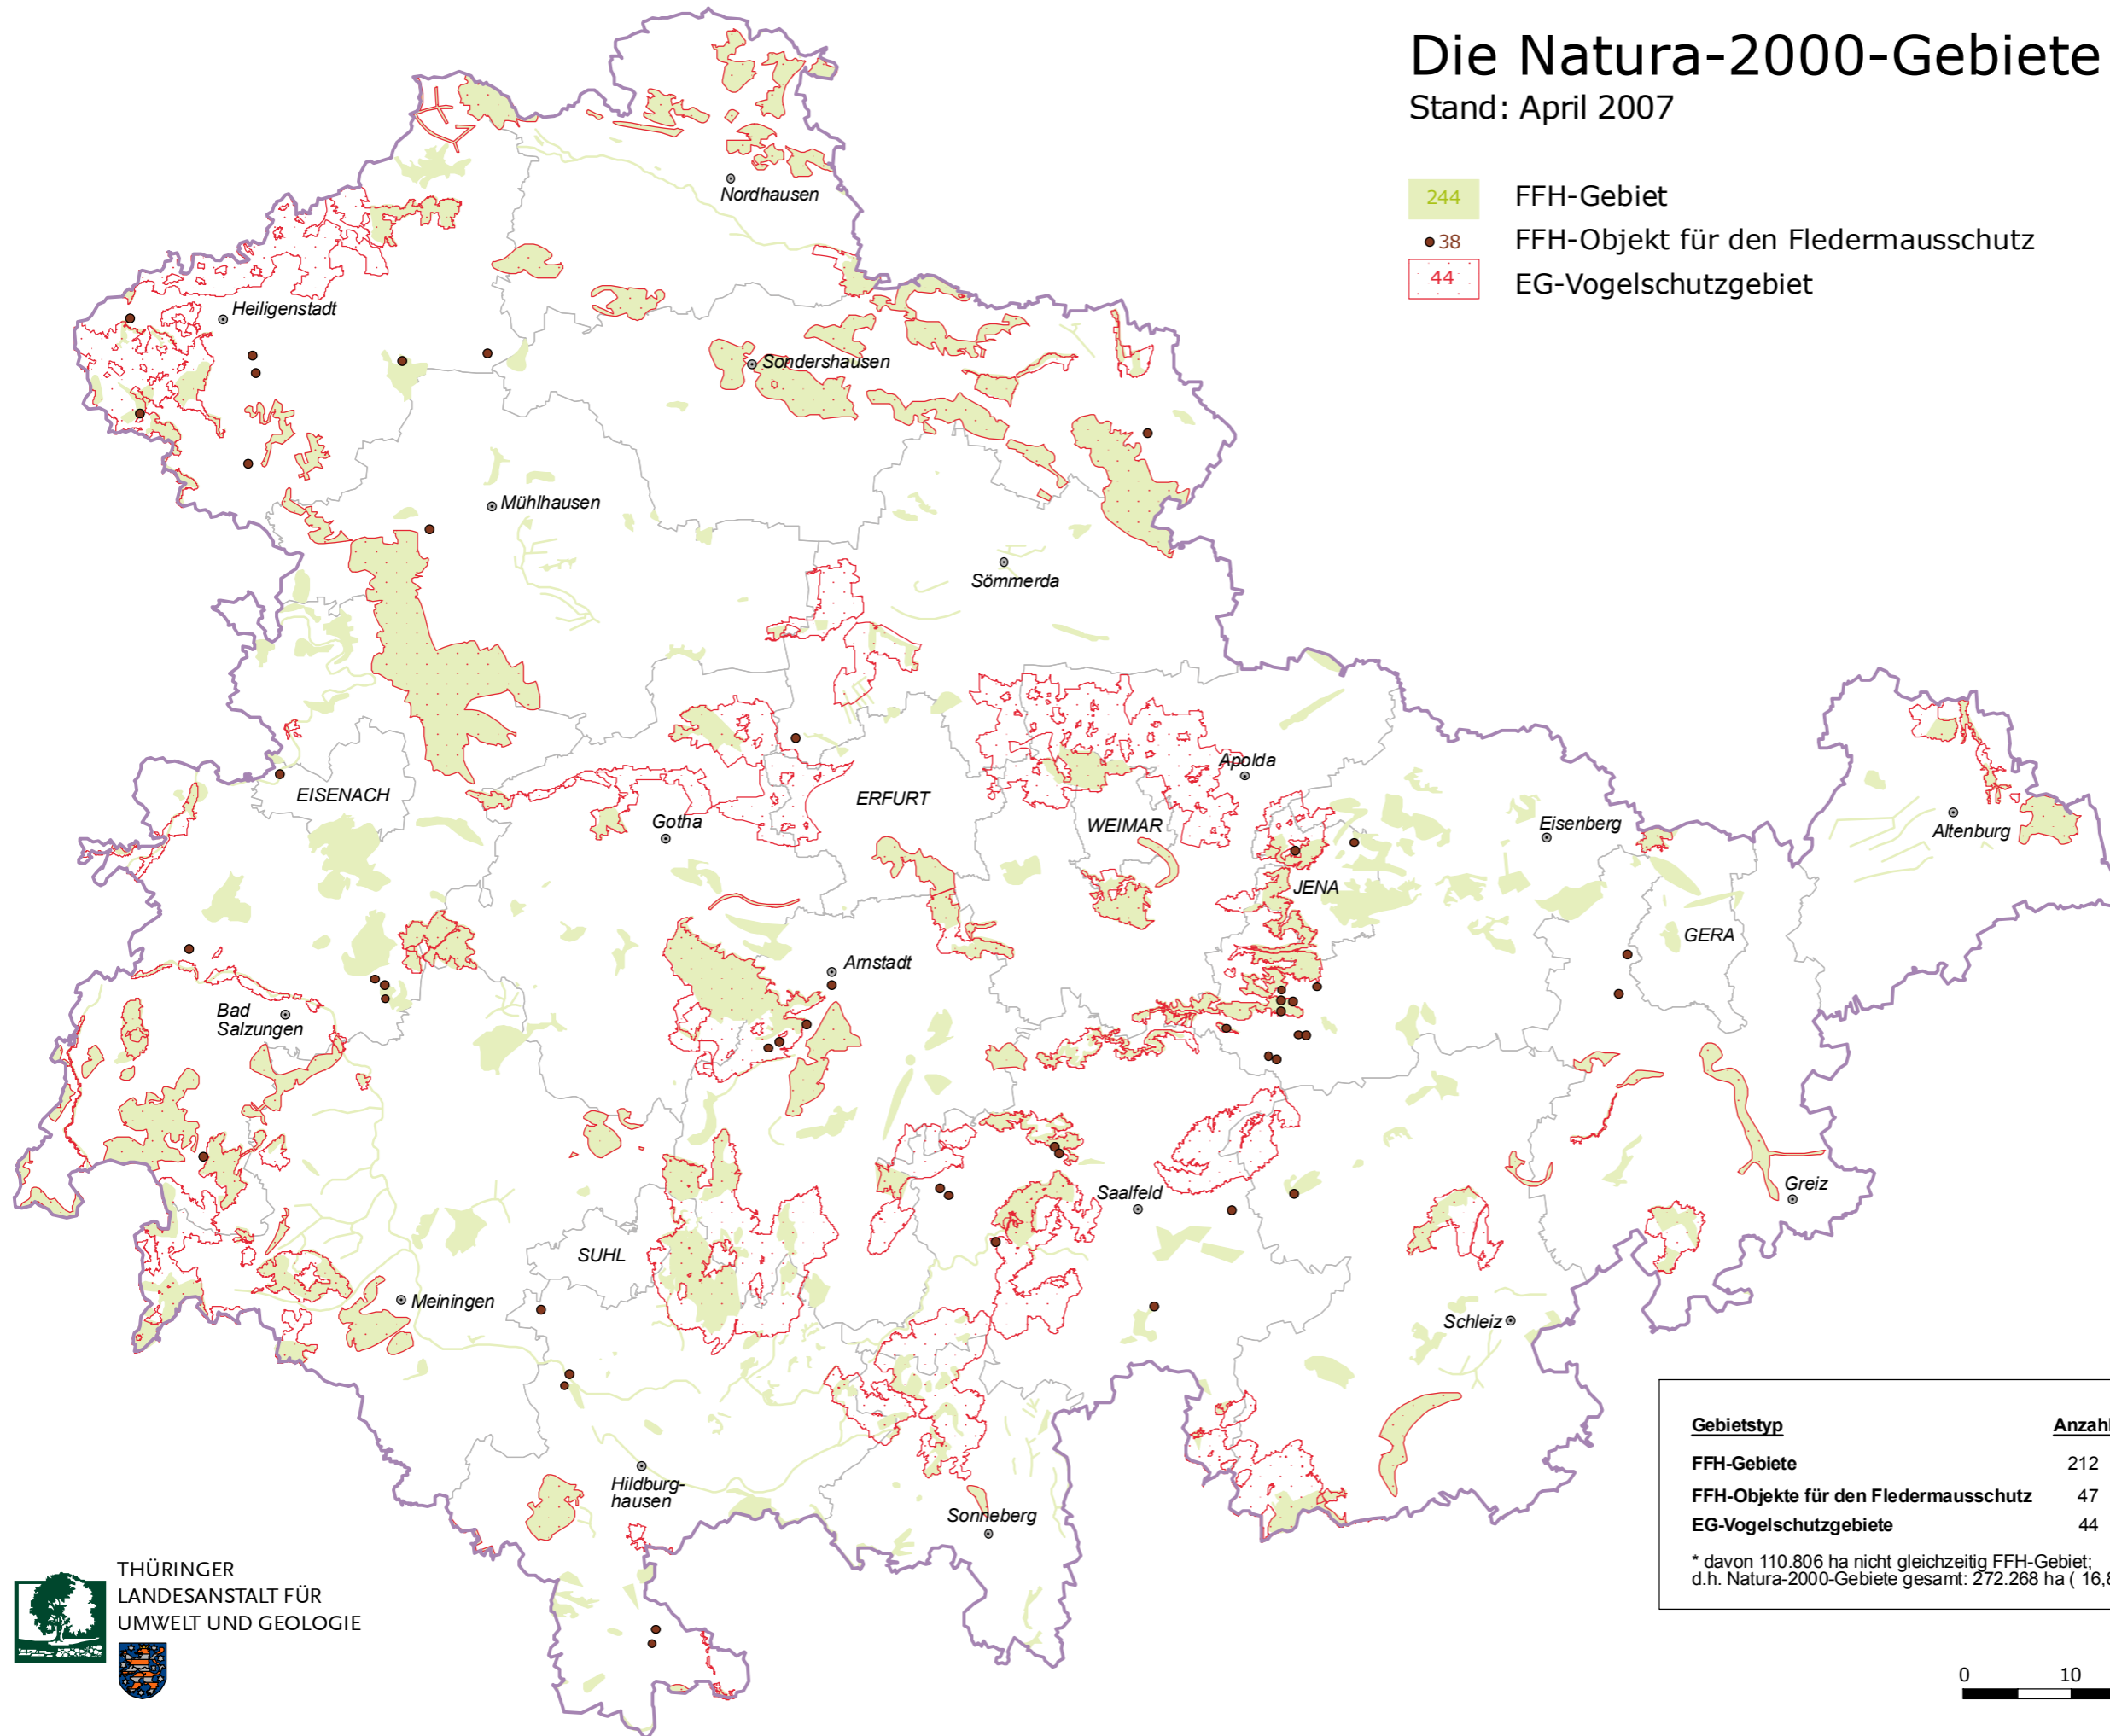 Die Natura-2000-Gebiete
Stand: April 2007
244 FFH-Gebiet
38 FFH-Objekt für den Fledermausschutz
44 EG-Vogelschutzgebiet
Nordhausen
Heiligenstadt
Sondershausen
Mühlhausen
Sömmerda
Apolda
EISENACH
ERFURT
Gotha
WEIMAR
Eisenberg
Altenburg
JENA
GERA
Arnstadt
Bad
Salzungen
Greiz
Saalfeld
SUHL
Meiningen
Schleiz
Hildburg-
hausen
Sonneberg
Gebietstyp Anzahl
FFH-Gebiete 212
FFH-Objekte für den Fledermausschutz 47
EG-Vogelschutzgebiete 44
* davon 110.806 ha nicht gleichzeitig FFH-Gebiet;
d.h. Natura-2000-Gebiete gesamt: 272.268 ha ( 16,8
THÜRINGER
LANDESANSTALT FÜR
UMWELT UND GEOLOGIE
0 10